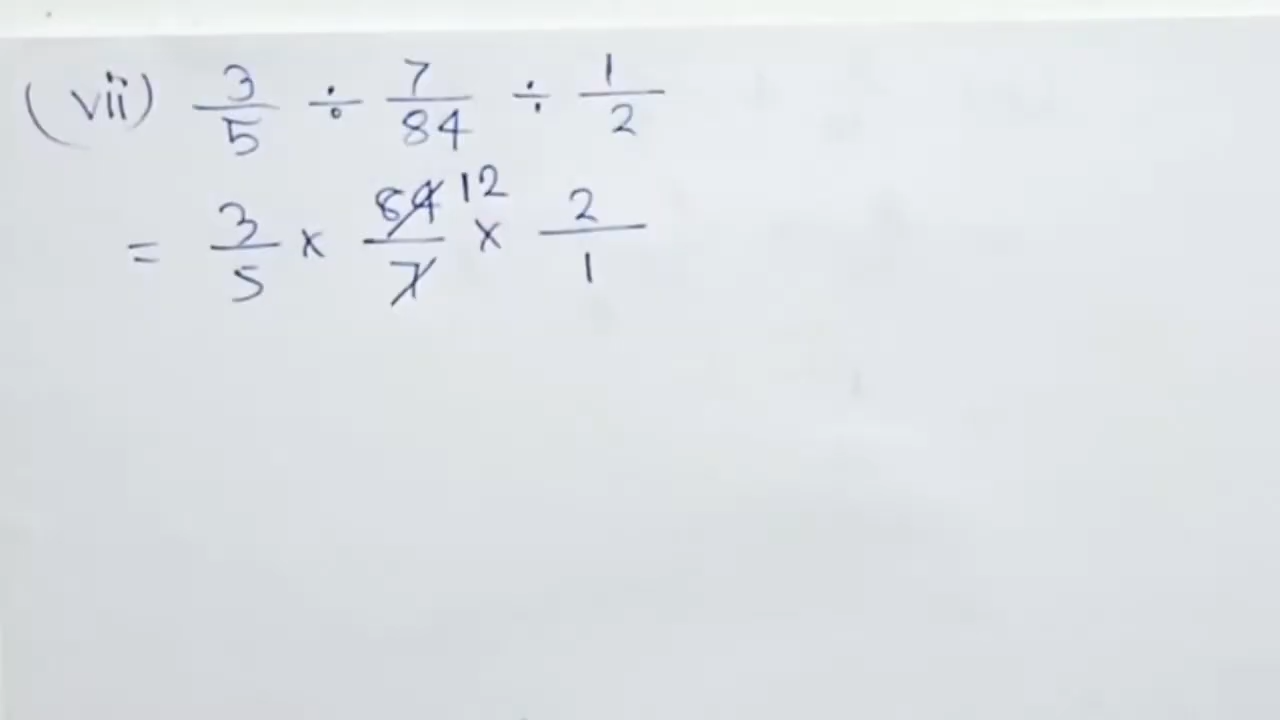 (vii) 3/5 ÷ 7/84 ÷ 1/2
= 3/5 x 84/7 12 x 2/1